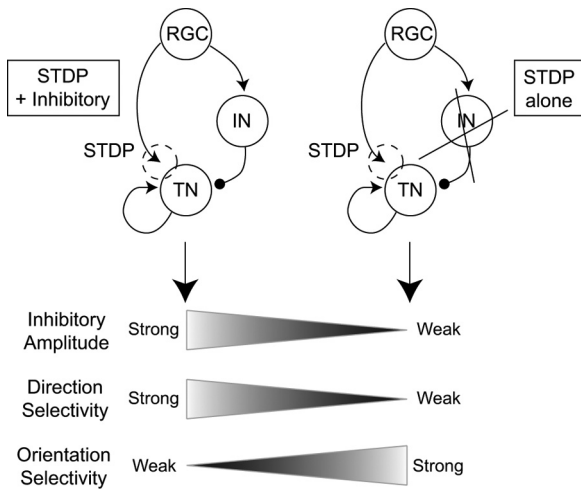 RGC
RGC
STDP
+ Inhibitory
STDP
alone
IN
IN
STDP
STDP
TN
TN
Inhibitory
Amplitude
Strong
Weak
Direction
Selectivity
Strong
Weak
Orientation
Selectivity
Weak
Strong